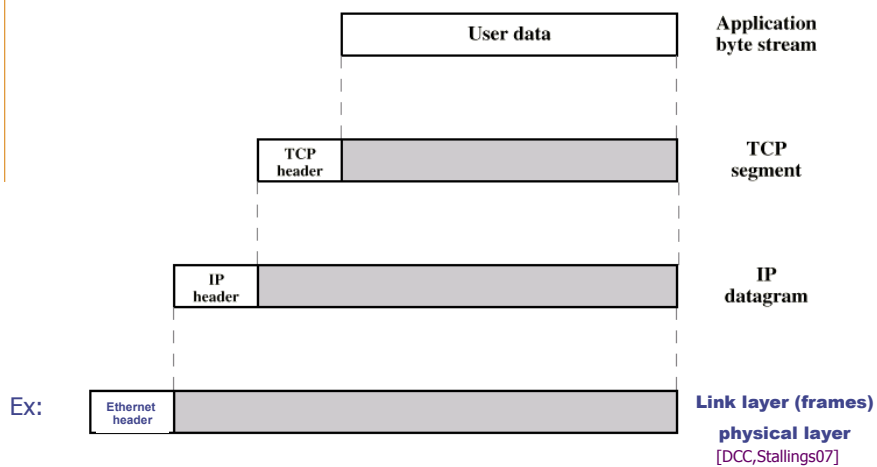 User data
Application
byte stream
TCP
header
TCP
segment
IP
header
IP
datagram
Ex:
Ethernet
header
Link layer (frames)
physical layer
[DCC,Stallings07]